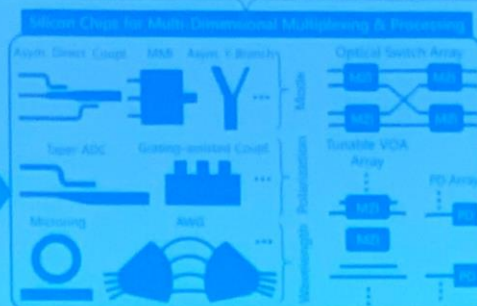 Silicon Chips for Multi-Dimensional Multiplexing & Processing
Asym. Direct. Coupl.
MMI
Asym. Y-Branch
Mode
Taper ADC
Grating-assisted Coupl.
Polarization
Microring
AWG
Wavelength
Optical Switch Array
MZI
MZI
MZI
MZI
Tunable VOA
Array
MZI
MZI
PD Array
PD
PD